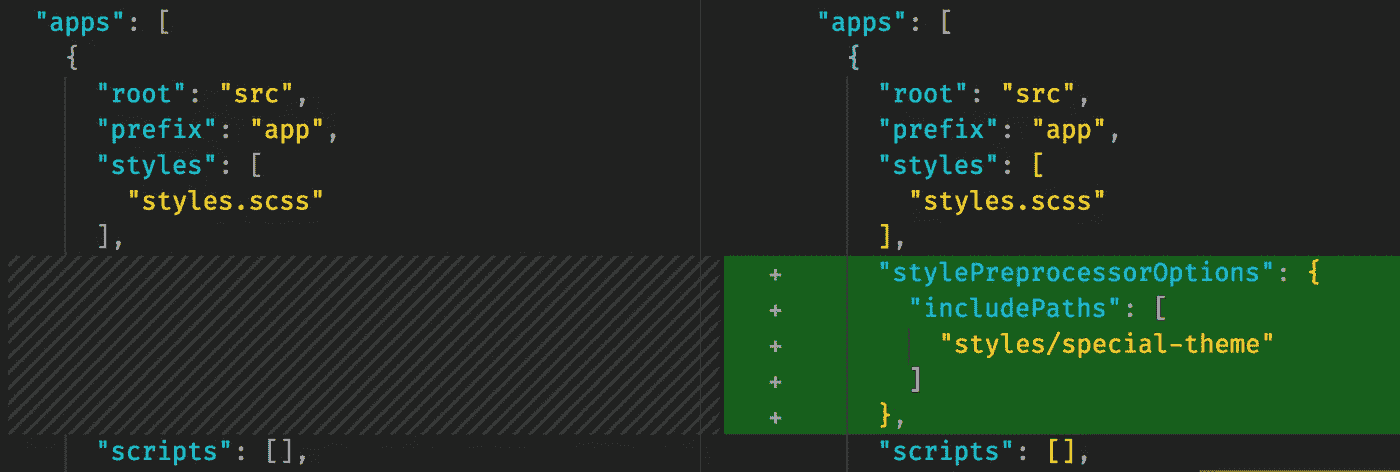 "apps": [
{
"root": "src",
"prefix": "app",
"styles": [
"styles.scss"
],
"scripts": [],
"apps": [
{
"root": "src",
"prefix": "app",
"styles": [
"styles.scss"
],
+ "stylePreprocessorOptions": {
+ "includePaths": [
+ "styles/special-theme"
+ ]
+ },
"scripts": [],